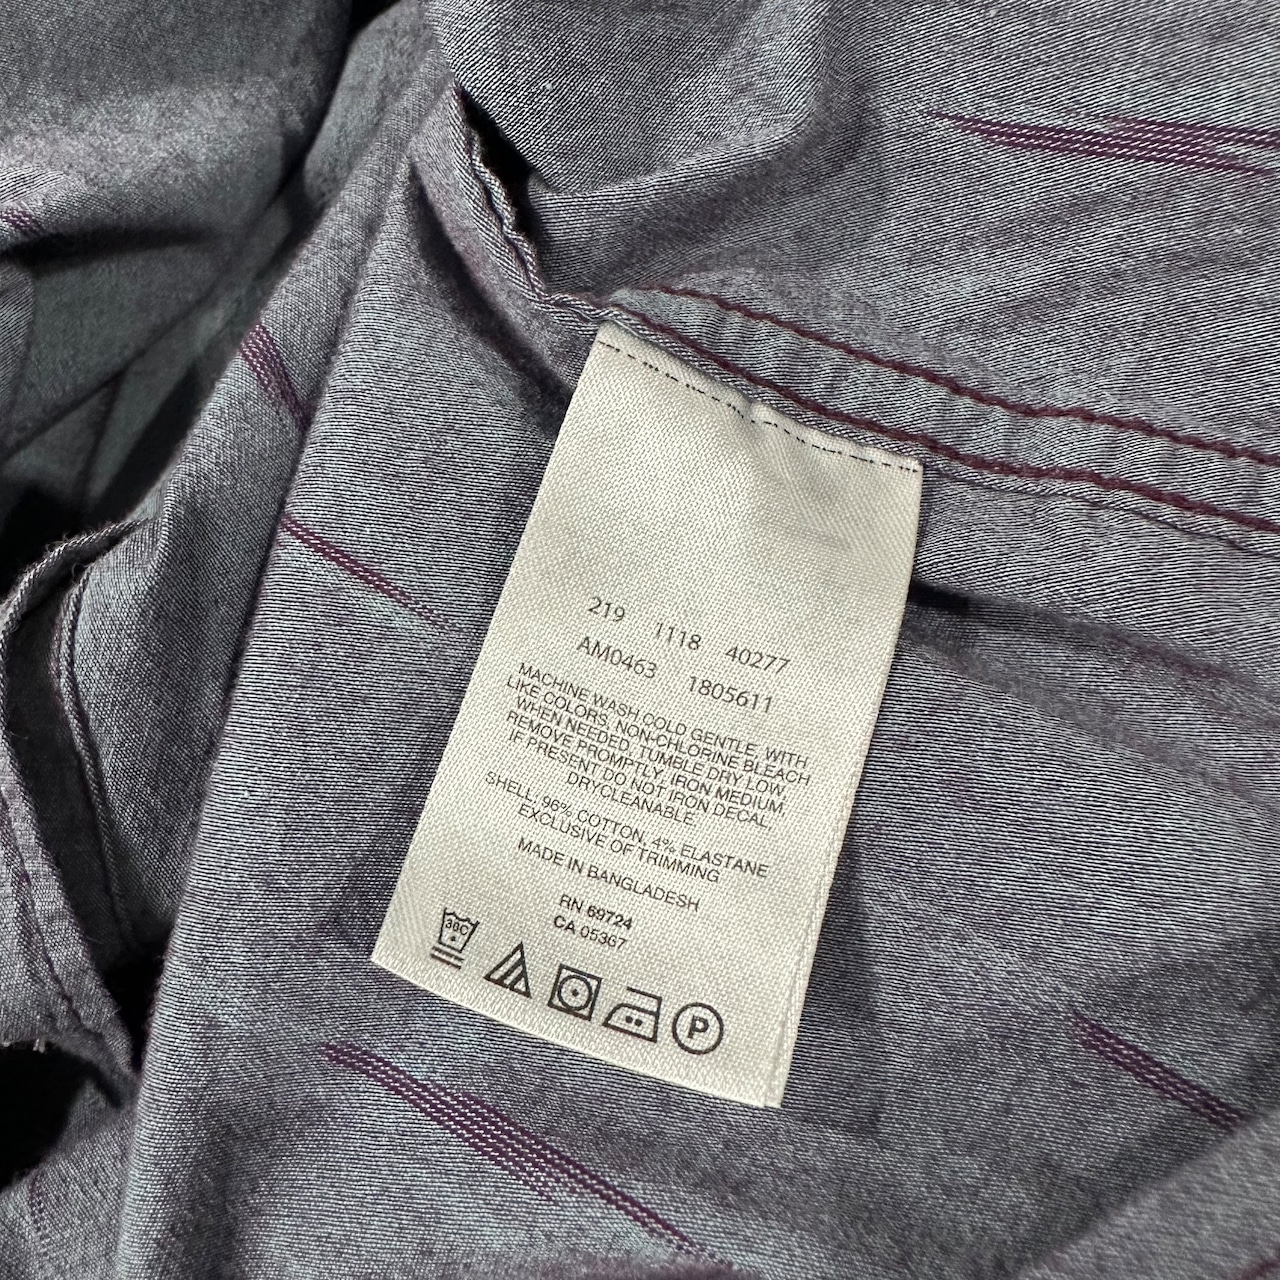 219 1118 40277
AM0463 1805611
MACHINE WASH COLD GENTLE, WITH
LIKE COLORS, NON-CHLORINE BLEACH
WHEN NEEDED, TUMBLE DRY LOW,
REMOVE PROMPTLY, IRON MEDIUM,
IF PRESENT DO NOT IRON DECAL,
DRYCLEANABLE.
SHELL: 96% COTTON, 4% ELASTANE
EXCLUSIVE OF TRIMMING
MADE IN BANGLADESH
RN 69724
CA 05367
30C
P